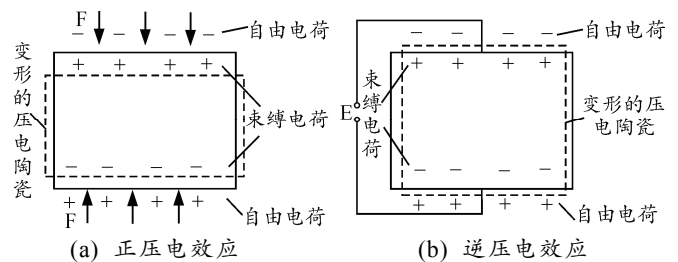 F
− − − −
自由电荷
+ + + +
变形的压电陶瓷
束缚电荷
− − − −
+ + + +
F
自由电荷
(a) 正压电效应
− − − −
自由电荷
+ + + +
束缚电荷
E
变形的压
电陶瓷
− − − −
+ + + +
自由电荷
(b) 逆压电效应